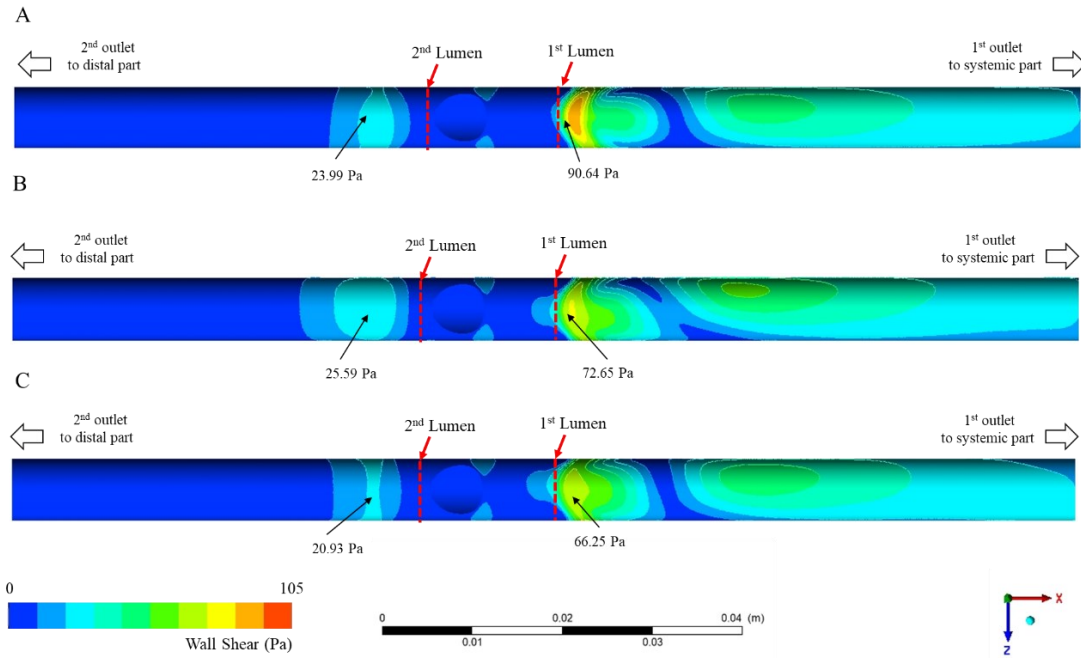 A
2nd outlet
to distal part
2nd Lumen
1st Lumen
1st outlet
to systemic part
23.99 Pa
90.64 Pa
B
2nd outlet
to distal part
2nd Lumen
1st Lumen
1st outlet
to systemic part
25.59 Pa
72.65 Pa
C
2nd outlet
to distal part
2nd Lumen
1st Lumen
1st outlet
to systemic part
20.93 Pa
66.25 Pa
0
105
Wall Shear (Pa)
0
0.02
0.04 (m)
0.01
0.03
X
Z